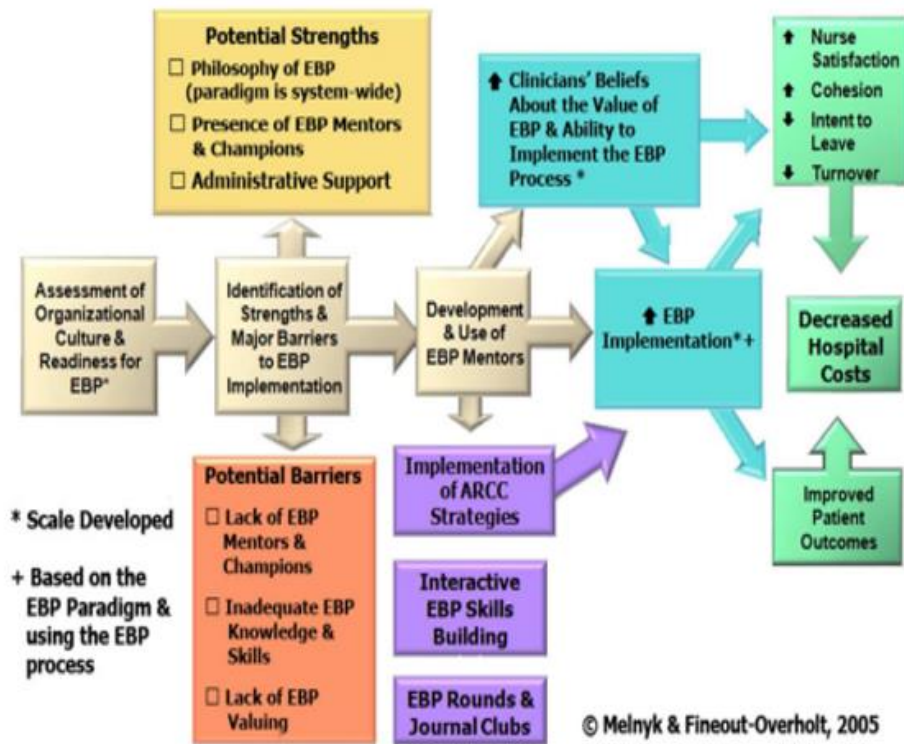 Potential Strengths
□ Philosophy of EBP
(paradigm is system-wide)
□ Presence of EBP Mentors
& Champions
□ Administrative Support
⬆ Clinicians' Beliefs
About the Value of
EBP & Ability to
Implement the EBP
Process *
⬆ Nurse
Satisfaction
⬆ Cohesion
⬇ Intent to
Leave
⬇ Turnover
Assessment of
Organizational
Culture &
Readiness for
EBP*
Identification of
Strengths &
Major Barriers
to EBP
Implementation
Development
& Use of
EBP Mentors
⬆ EBP
Implementation* +
Decreased
Hospital
Costs
Potential Barriers
□ Lack of EBP
Mentors &
Champions
□ Inadequate EBP
Knowledge &
Skills
□ Lack of EBP
Valuing
Implementation
of ARCC
Strategies
Interactive
EBP Skills
Building
EBP Rounds &
Journal Clubs
Improved
Patient
Outcomes
* Scale Developed
+ Based on the
EBP Paradigm &
using the EBP
process
© Melnyk & Fineout-Overholt, 2005